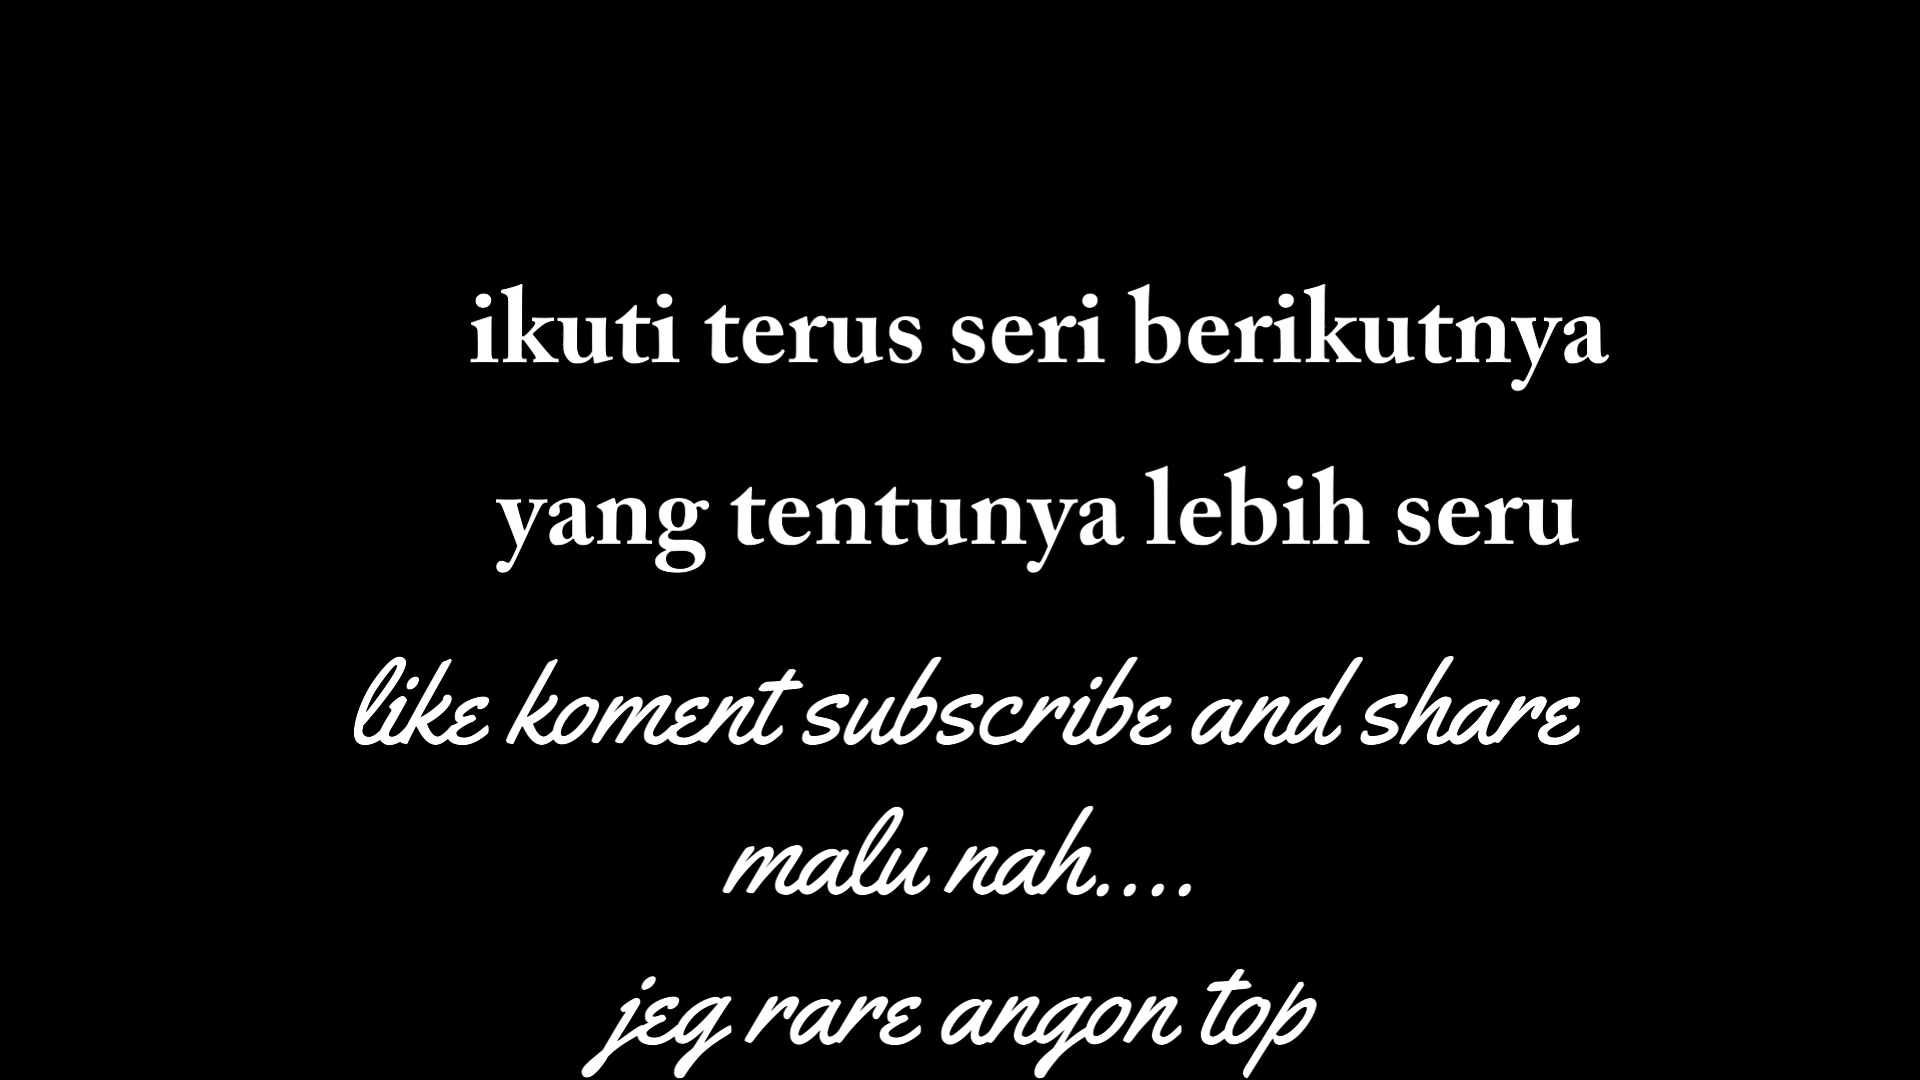 ikuti terus seri berikutnya
yang tentunya lebih seru
like koment subscribe and share
malu nah....
jeg rare angon top